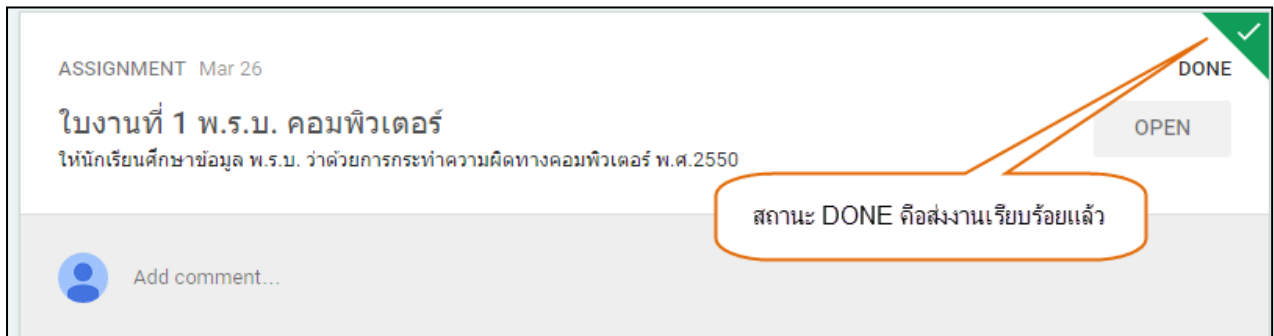 ASSIGNMENT Mar 26
DONE
ใบงานที่ 1 พ.ร.บ. คอมพิวเตอร์
OPEN
ให้นักเรียนศึกษาข้อมูล พ.ร.บ. ว่าด้วยการกระทำความผิดทางคอมพิวเตอร์ พ.ศ.2550
สถานะ DONE คือส่งงานเรียบร้อยแล้ว
Add comment...